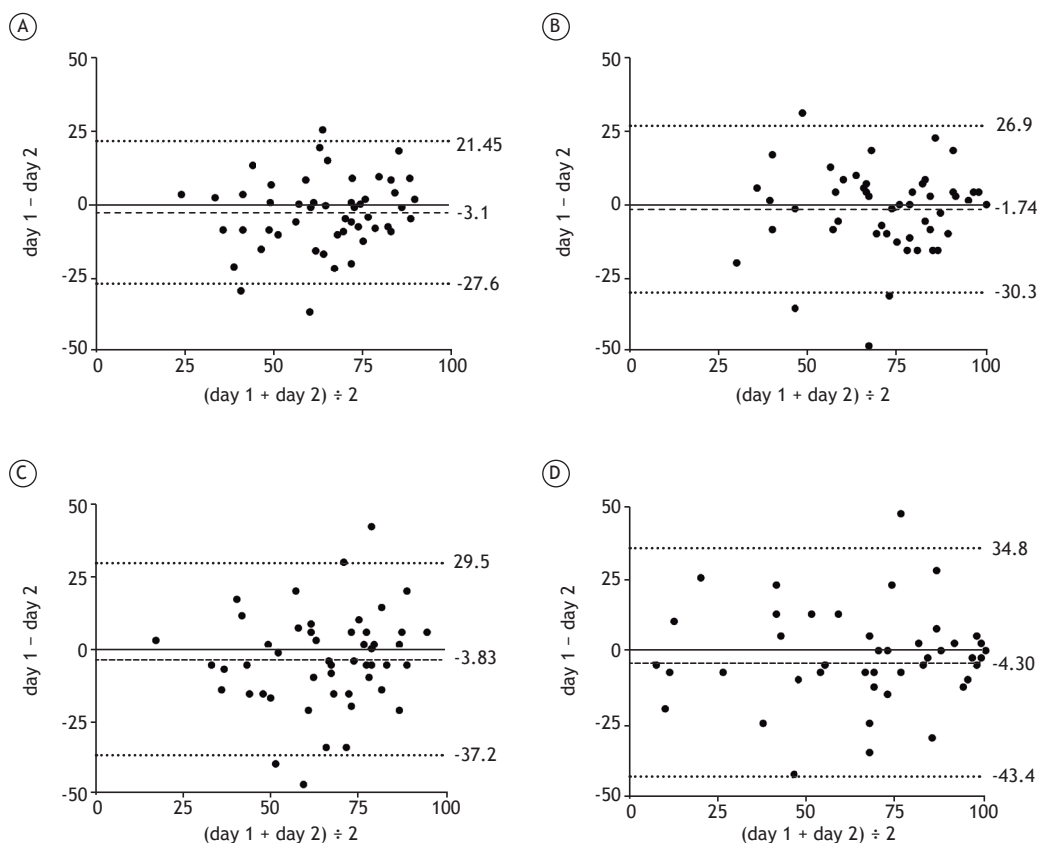 A
50
25
0
-25
-50
day 1 – day 2
21.45
-3.1
-27.6
0 25 50 75 100
(day 1 + day 2) ÷ 2
B
50
25
0
-25
-50
day 1 – day 2
26.9
-1.74
-30.3
0 25 50 75 100
(day 1 + day 2) ÷ 2
C
50
25
0
-25
-50
day 1 – day 2
29.5
-3.83
-37.2
0 25 50 75 100
(day 1 + day 2) ÷ 2
D
50
25
0
-25
-50
day 1 – day 2
34.8
-4.30
-43.4
0 25 50 75 100
(day 1 + day 2) ÷ 2